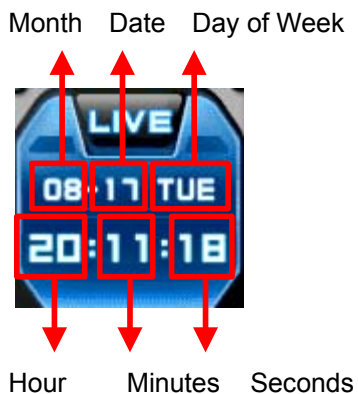 Month Date Day of Week
LIVE
08-17 TUE
20:11:18
Hour Minutes Seconds